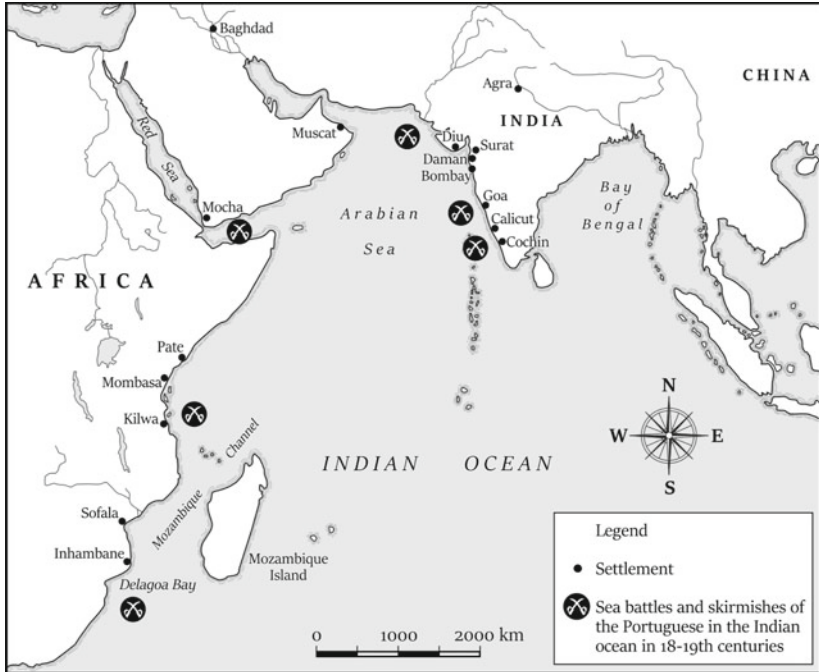 Baghdad
CHINA
Agra
INDIA
Muscat
Diu
Surat
Daman
Bombay
Red
Sea
Goa
Bay
of
Bengal
Mocha
Arabian
Sea
Calicut
Cochin
AFRICA
Pate
Mombasa
Kilwa
N
W
E
S
Channel
Mozambique
INDIAN OCEAN
Sofala
Inhambane
Mozambique
Island
Delagoa Bay
0 1000 2000 km
Legend
Settlement
Sea battles and skirmishes of
the Portuguese in the Indian
ocean in 18-19th centuries